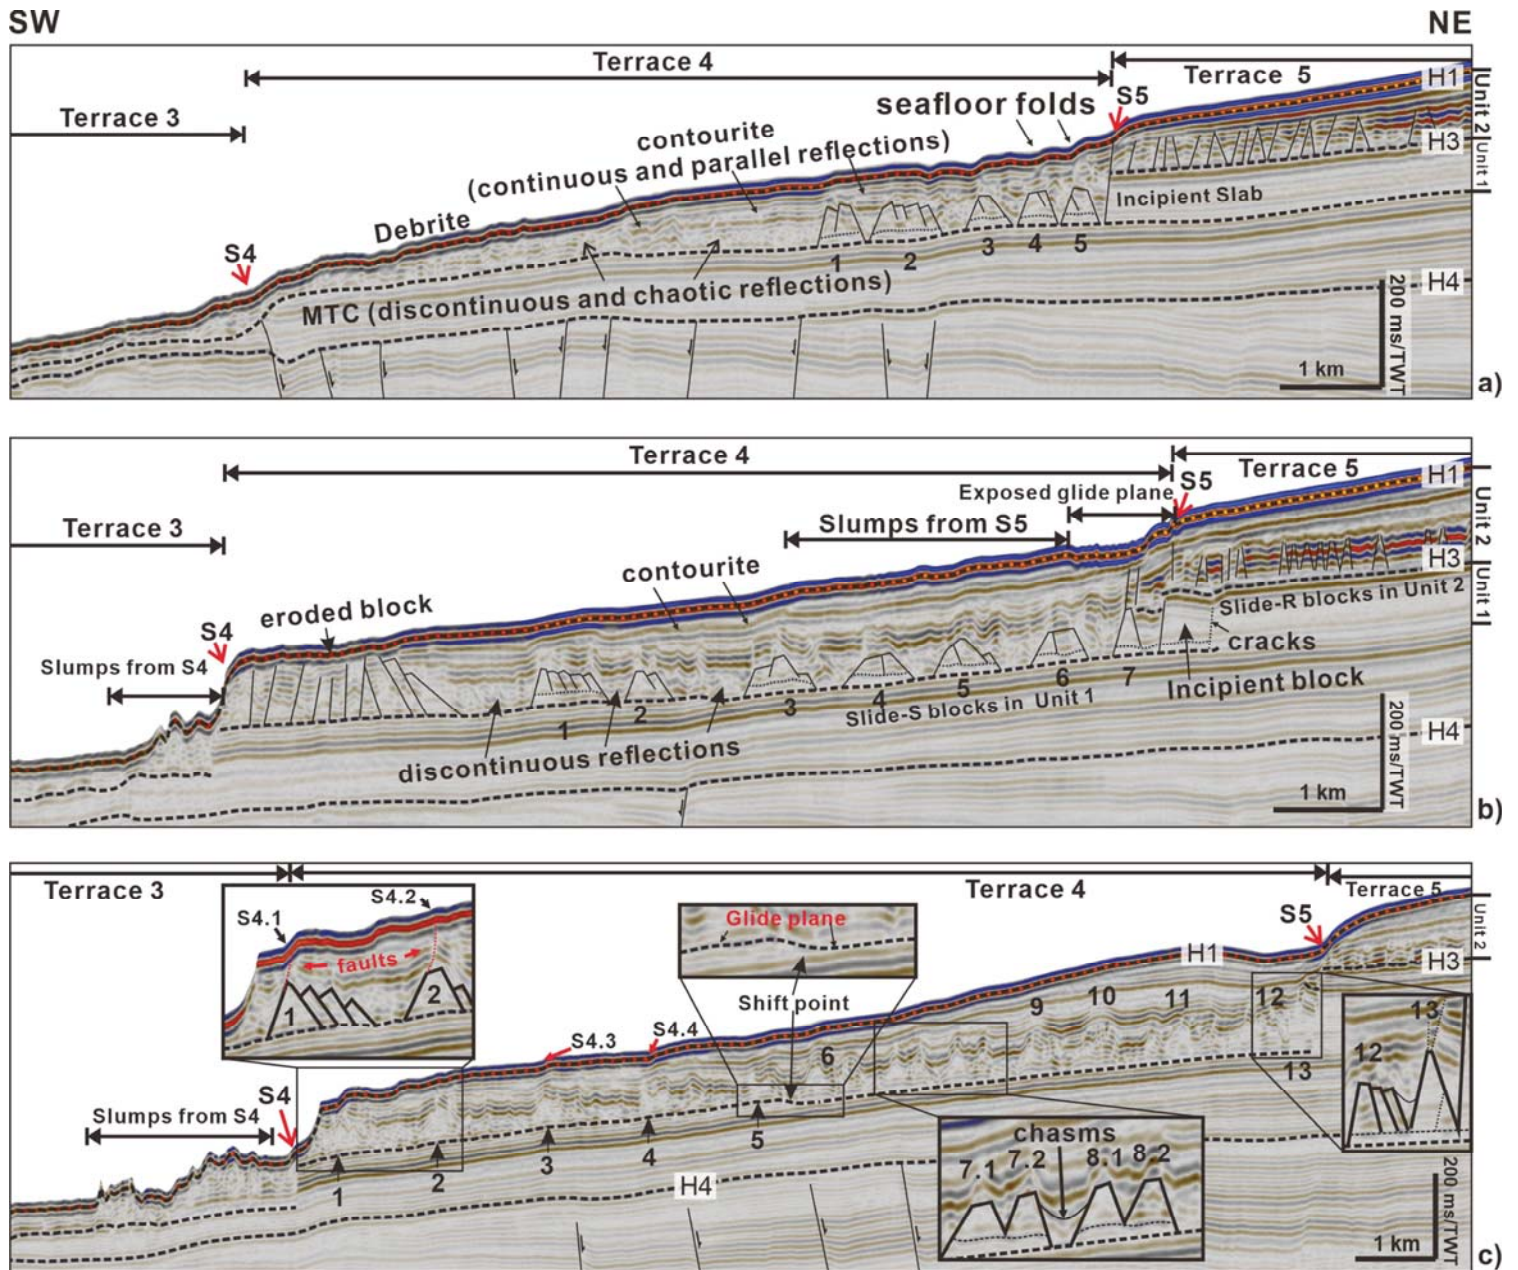 SW
NE
Terrace 4
Terrace 5
H1
Unit 2
Terrace 3
seafloor folds
S5
contourite
(continuous and parallel reflections)
H3
Unit 1
Debrite
Incipient Slab
S4
1
2
3
4
5
MTC (discontinuous and chaotic reflections)
H4
200 ms/TWT
1 km
a)
Terrace 4
Terrace 5
H1
Exposed glide plane
S5
Unit 2
Terrace 3
Slumps from S5
contourite
H3
eroded block
Unit 1
S4
Slide-R blocks in Unit 2
Slumps from S4
cracks
1
2
3
4
5
6
7
Incipient block
Slide-S blocks in Unit 1
discontinuous reflections
H4
200 ms/TWT
1 km
b)
Terrace 3
Terrace 4
Terrace 5
S4.2
S4.1
Glide plane
S5
Unit 2
faults
H1
H3
1
2
Shift point
9
10
11
12
13
S4.3
S4.4
6
12
13
Slumps from S4
S4
5
chasms
1
2
3
4
7.1
7.2
8.1
8.2
H4
200 ms/TWT
1 km
c)